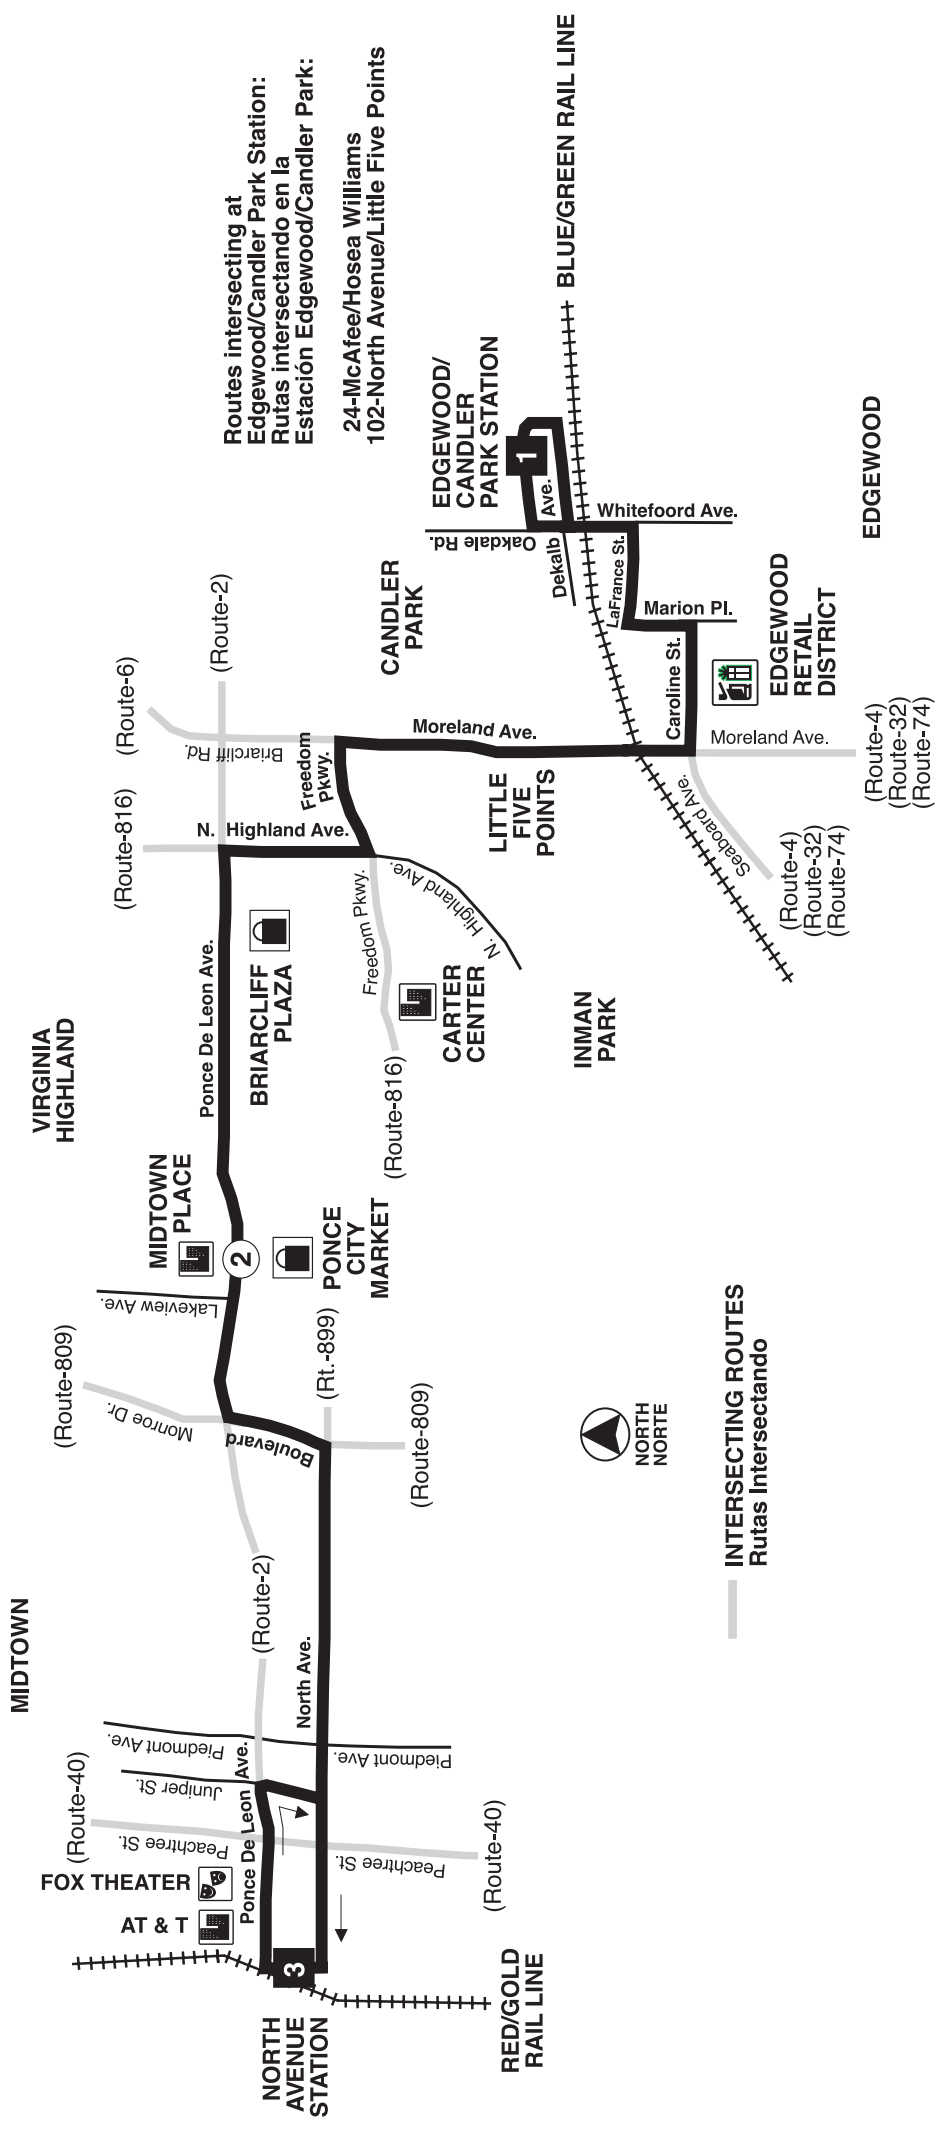 MIDTOWN
VIRGINIA
HIGHLAND
(Route-40)
(Route-809)
(Route-816)
(Route-6)
(Route-2)
Routes intersecting at
Edgewood/Candler Park Station:
Rutas intersectando en la
Estación Edgewood/Candler Park:
24-McAfee/Hosea Williams
102-North Avenue/Little Five Points
FOX THEATER
AT & T
Peachtree St.
Juniper St.
Piedmont Ave.
Ponce De Leon Ave.
(Route-2)
Monroe Dr.
Boulevard
Lakeview Ave.
MIDTOWN
PLACE
2
PONCE
CITY
MARKET
Ponce De Leon Ave.
BRIARCLIFF
PLAZA
N. Highland Ave.
Briarcliff Rd.
Freedom
Pkwy.
3
NORTH
AVENUE
STATION
North Ave.
Peachtree St.
Piedmont Ave.
(Route-40)
(Rt.-899)
(Route-809)
(Route-816)
Freedom Pkwy.
N. Highland Ave.
CARTER
CENTER
CANDLER
PARK
Moreland Ave.
LITTLE
FIVE
POINTS
EDGEWOOD/
CANDLER
PARK STATION
1
Oakdale Rd.
Dekalb
Ave.
BLUE/GREEN RAIL LINE
Whitefoord Ave.
LaFrance St.
Marion Pl.
Caroline St.
RED/GOLD
RAIL LINE
INMAN
PARK
NORTH
NORTE
Seaboard Ave.
Moreland Ave.
EDGEWOOD
RETAIL
DISTRICT
EDGEWOOD
(Route-4)
(Route-32)
(Route-74)
(Route-4)
(Route-32)
(Route-74)
INTERSECTING ROUTES
Rutas Intersectando